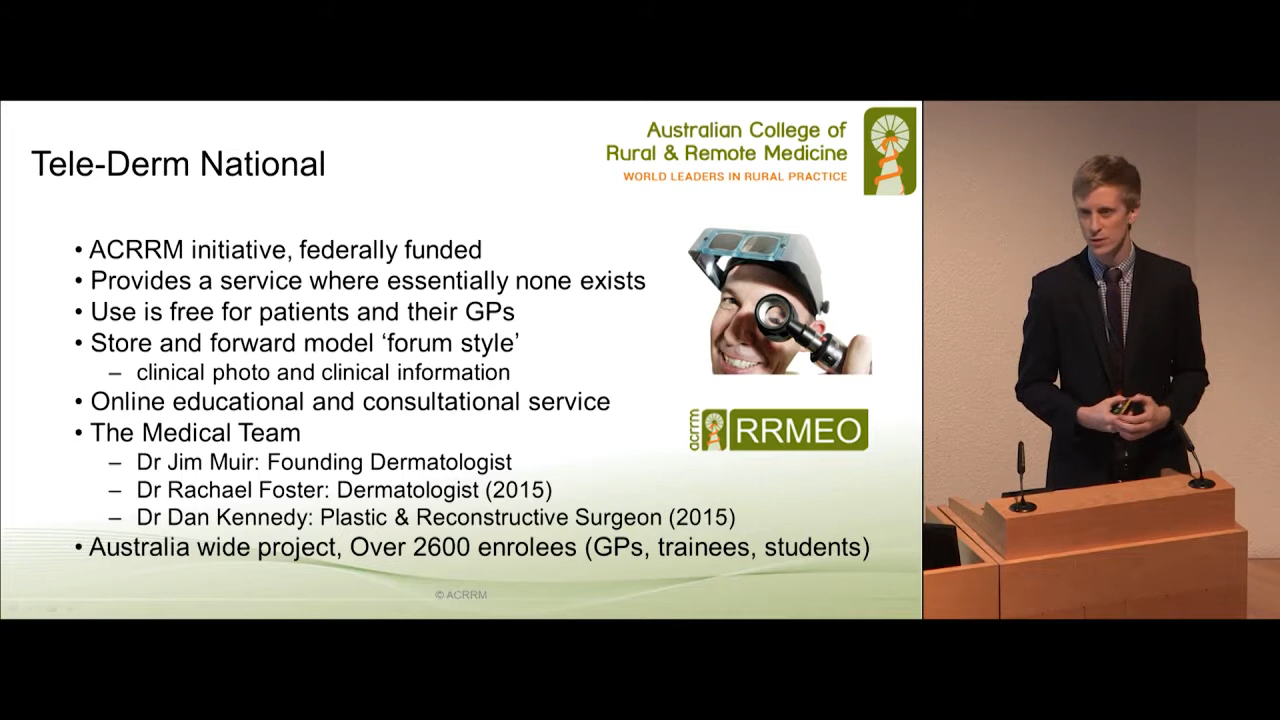 Tele-Derm National
Australian College of
Rural & Remote Medicine
WORLD LEADERS IN RURAL PRACTICE
• ACRRM initiative, federally funded
• Provides a service where essentially none exists
• Use is free for patients and their GPs
• Store and forward model ‘forum style’
– clinical photo and clinical information
• Online educational and consultational service
• The Medical Team
– Dr Jim Muir: Founding Dermatologist
– Dr Rachael Foster: Dermatologist (2015)
– Dr Dan Kennedy: Plastic & Reconstructive Surgeon (2015)
• Australia wide project, Over 2600 enrolees (GPs, trainees, students)
acrrm
RRMEO
© ACRRM